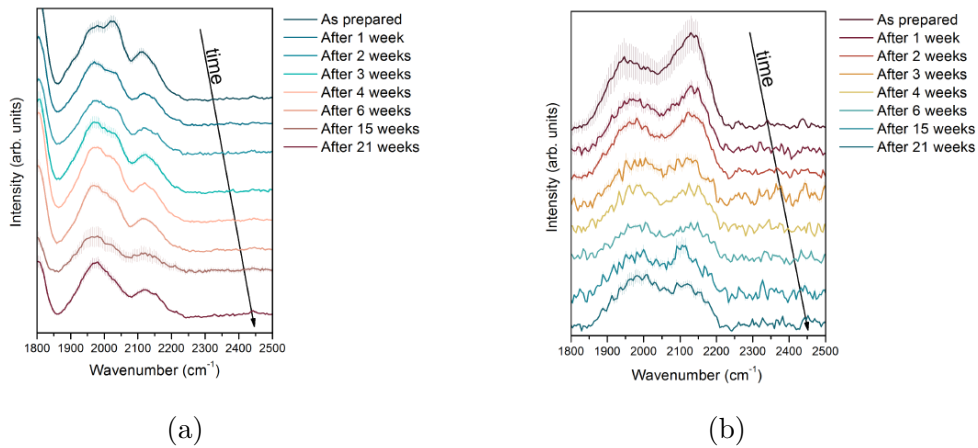 Intensity (arb. units)
time
1800 1900 2000 2100 2200 2300 2400 2500
Wavenumber (cm⁻¹)
As prepared
After 1 week
After 2 weeks
After 3 weeks
After 4 weeks
After 6 weeks
After 15 weeks
After 21 weeks
(a)
Intensity (arb. units)
time
1800 1900 2000 2100 2200 2300 2400 2500
Wavenumber (cm⁻¹)
As prepared
After 1 week
After 2 weeks
After 3 weeks
After 4 weeks
After 6 weeks
After 15 weeks
After 21 weeks
(b)